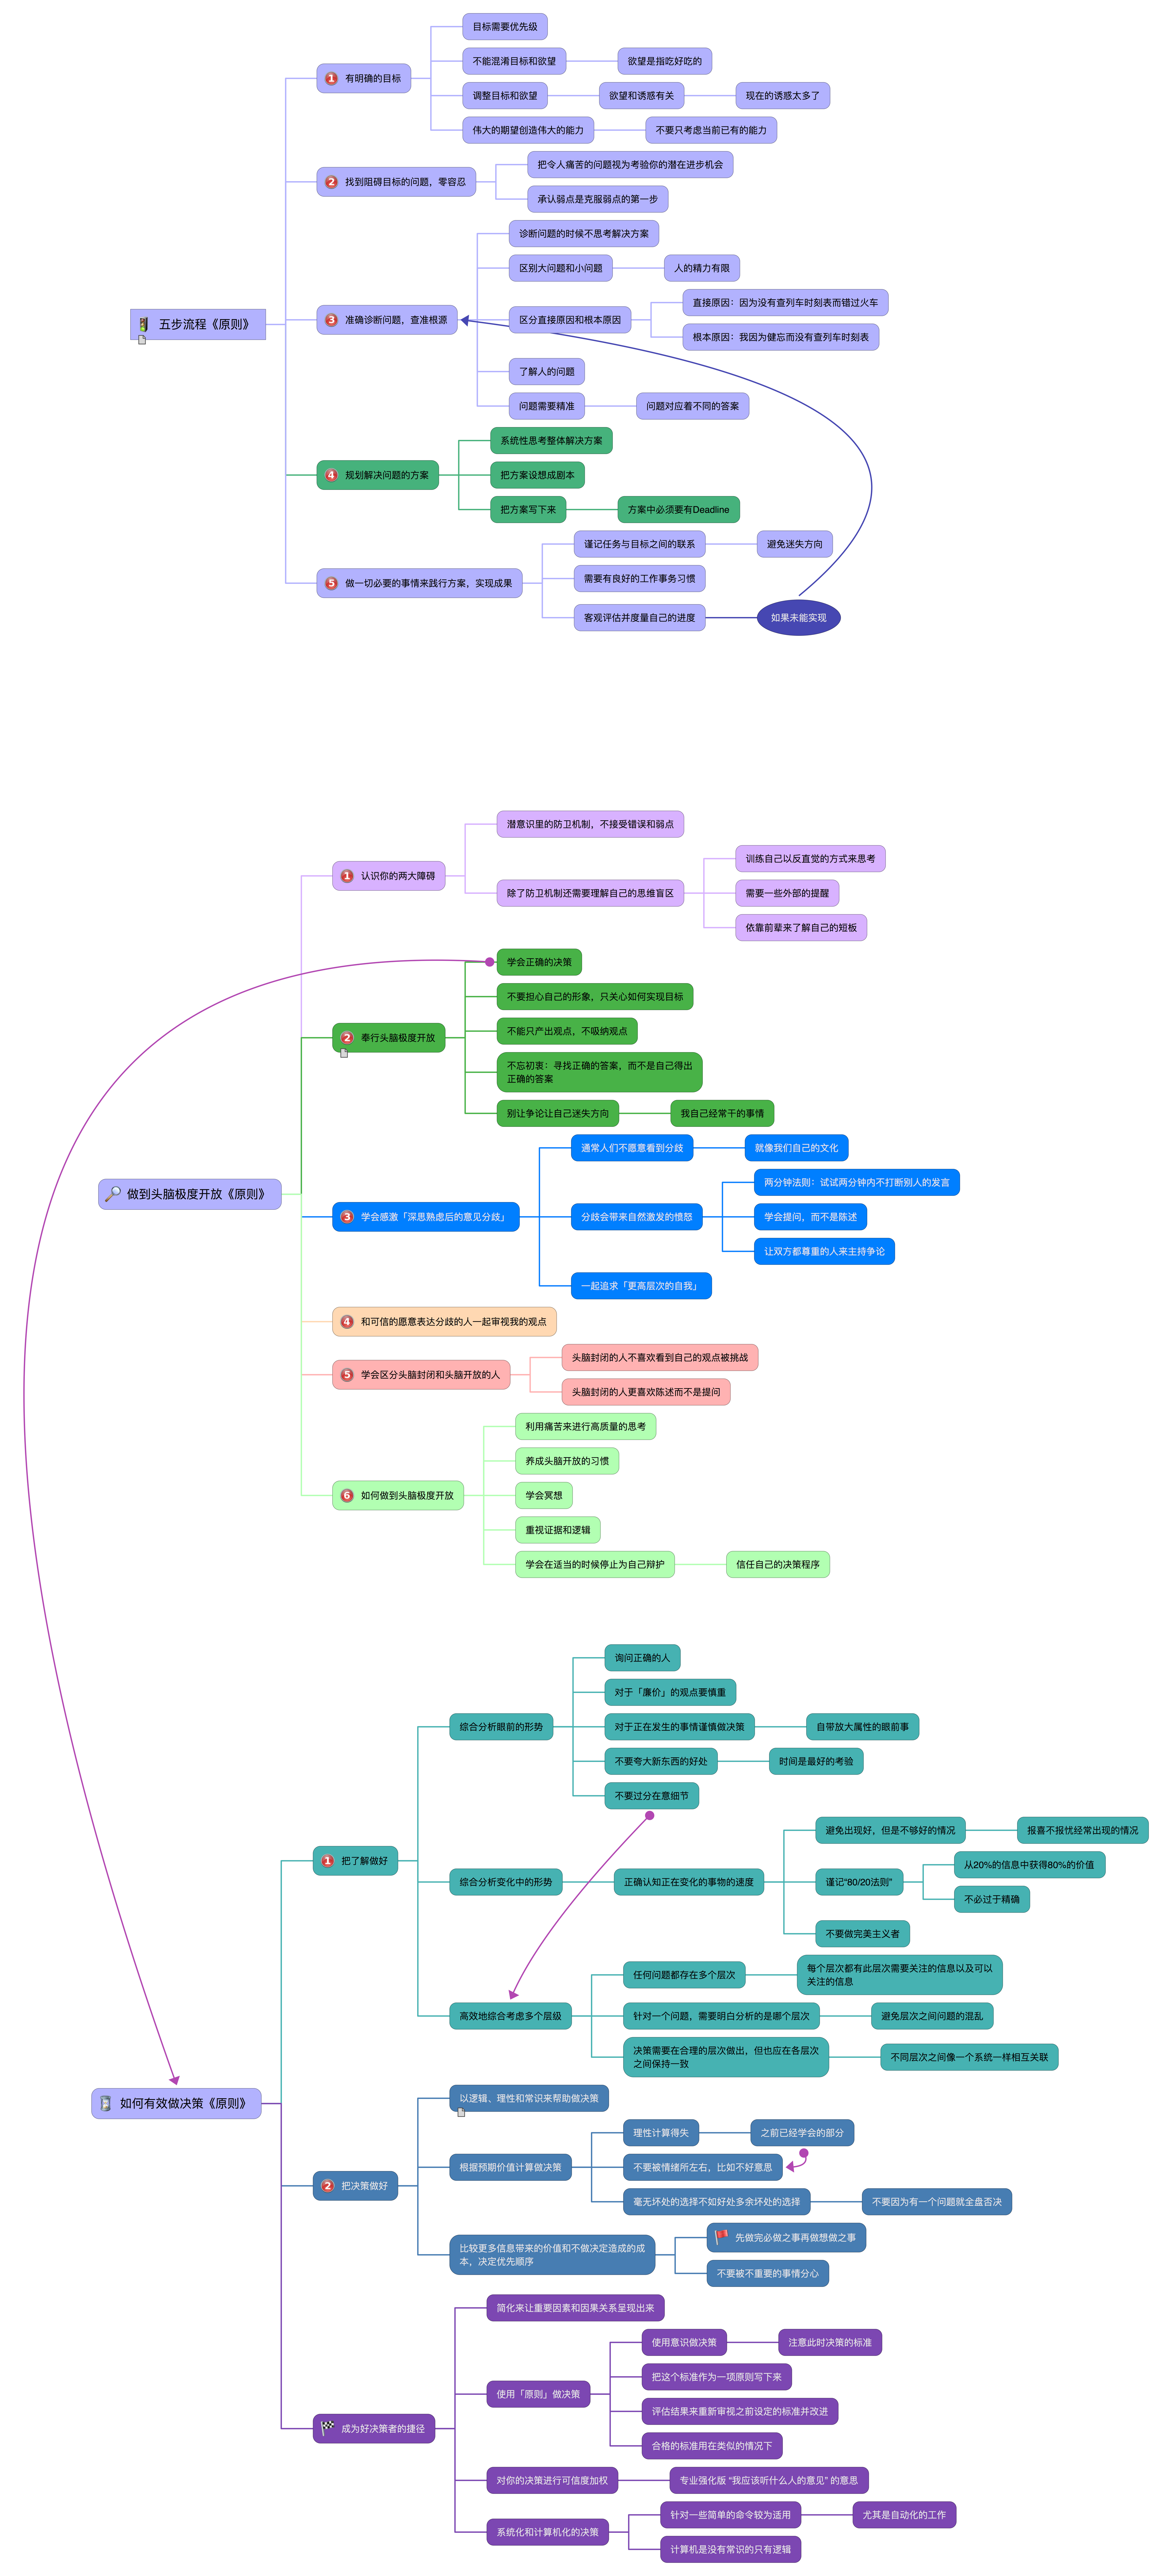 五步流程《原则》
1 有明确的目标
目标需要优先级
不能混淆目标和欲望
欲望是指吃好吃的
调整目标和欲望
欲望和诱惑有关
现在的诱惑太多了
伟大的期望创造伟大的能力
不要只考虑当前已有的能力
2 找到阻碍目标的问题，零容忍
把令人痛苦的问题视为考验你的潜在进步机会
承认弱点是克服弱点的第一步
3 准确诊断问题，查准根源
诊断问题的时候不思考解决方案
区别大问题和小问题
人的精力有限
区分直接原因和根本原因
直接原因：因为没有查列车时刻表而错过火车
根本原因：我因为健忘而没有查列车时刻表
了解人的问题
问题需要精准
问题对应着不同的答案
4 规划解决问题的方案
系统性思考整体解决方案
把方案设想成剧本
把方案写下来
方案中必须要有Deadline
5 做一切必要的事情来践行方案，实现成果
谨记任务与目标之间的联系
避免迷失方向
需要有良好的工作事务习惯
客观评估并度量自己的进度
如果未能实现
做到头脑极度开放《原则》
1 认识你的两大障碍
潜意识里的防卫机制，不接受错误和弱点
除了防卫机制还需要理解自己的思维盲区
训练自己以反直觉的方式来思考
需要一些外部的提醒
依靠前辈来了解自己的短板
2 奉行头脑极度开放
学会正确的决策
不要担心自己的形象，只关心如何实现目标
不能只产出观点，不吸纳观点
不忘初衷：寻找正确的答案，而不是自己得出
正确的答案
别让争论让自己迷失方向
我自己经常干的事情
3 学会感激「深思熟虑后的意见分歧」
通常人们不愿意看到分歧
就像我们自己的文化
分歧会带来自然激发的愤怒
两分钟法则：试试两分钟内不打断别人的发言
学会提问，而不是陈述
让双方都尊重的人来主持争论
一起追求「更高层次的自我」
4 和可信的愿意表达分歧的人一起审视我的观点
5 学会区分头脑封闭和头脑开放的人
头脑封闭的人不喜欢看到自己的观点被挑战
头脑封闭的人更喜欢陈述而不是提问
6 如何做到头脑极度开放
利用痛苦来进行高质量的思考
养成头脑开放的习惯
学会冥想
重视证据和逻辑
学会在适当的时候停止为自己辩护
信任自己的决策程序
如何有效做决策《原则》
1 把了解做好
综合分析眼前的形势
询问正确的人
对于「廉价」的观点要慎重
对于正在发生的事情谨慎做决策
自带放大属性的眼前事
不要夸大新东西的好处
时间是最好的考验
不要过分在意细节
综合分析变化中的形势
正确认知正在变化的事物的速度
避免出现好，但是不够好的情况
报喜不报忧经常出现的情况
谨记“80/20法则”
从20%的信息中获得80%的价值
不必过于精确
不要做完美主义者
高效地综合考虑多个层级
任何问题都存在多个层次
每个层次都有此层次需要关注的信息以及可以
关注的信息
针对一个问题，需要明白分析的是哪个层次
避免层次之间问题的混乱
决策需要在合理的层次做出，但也应在各层次
之间保持一致
不同层次之间像一个系统一样相互关联
2 把决策做好
以逻辑、理性和常识来帮助做决策
根据预期价值计算做决策
理性计算得失
之前已经学会的部分
不要被情绪所左右，比如不好意思
毫无坏处的选择不如好处多余坏处的选择
不要因为有一个问题就全盘否决
比较更多信息带来的价值和不做决定造成的成
本，决定优先顺序
先做完必做之事再做想做之事
不要被不重要的事情分心
成为好决策者的捷径
简化来让重要因素和因果关系呈现出来
使用「原则」做决策
使用意识做决策
注意此时决策的标准
把这个标准作为一项原则写下来
评估结果来重新审视之前设定的标准并改进
合格的标准用在类似的情况下
对你的决策进行可信度加权
专业强化版 “我应该听什么人的意见” 的意思
系统化和计算机化的决策
针对一些简单的命令较为适用
尤其是自动化的工作
计算机是没有常识的只有逻辑